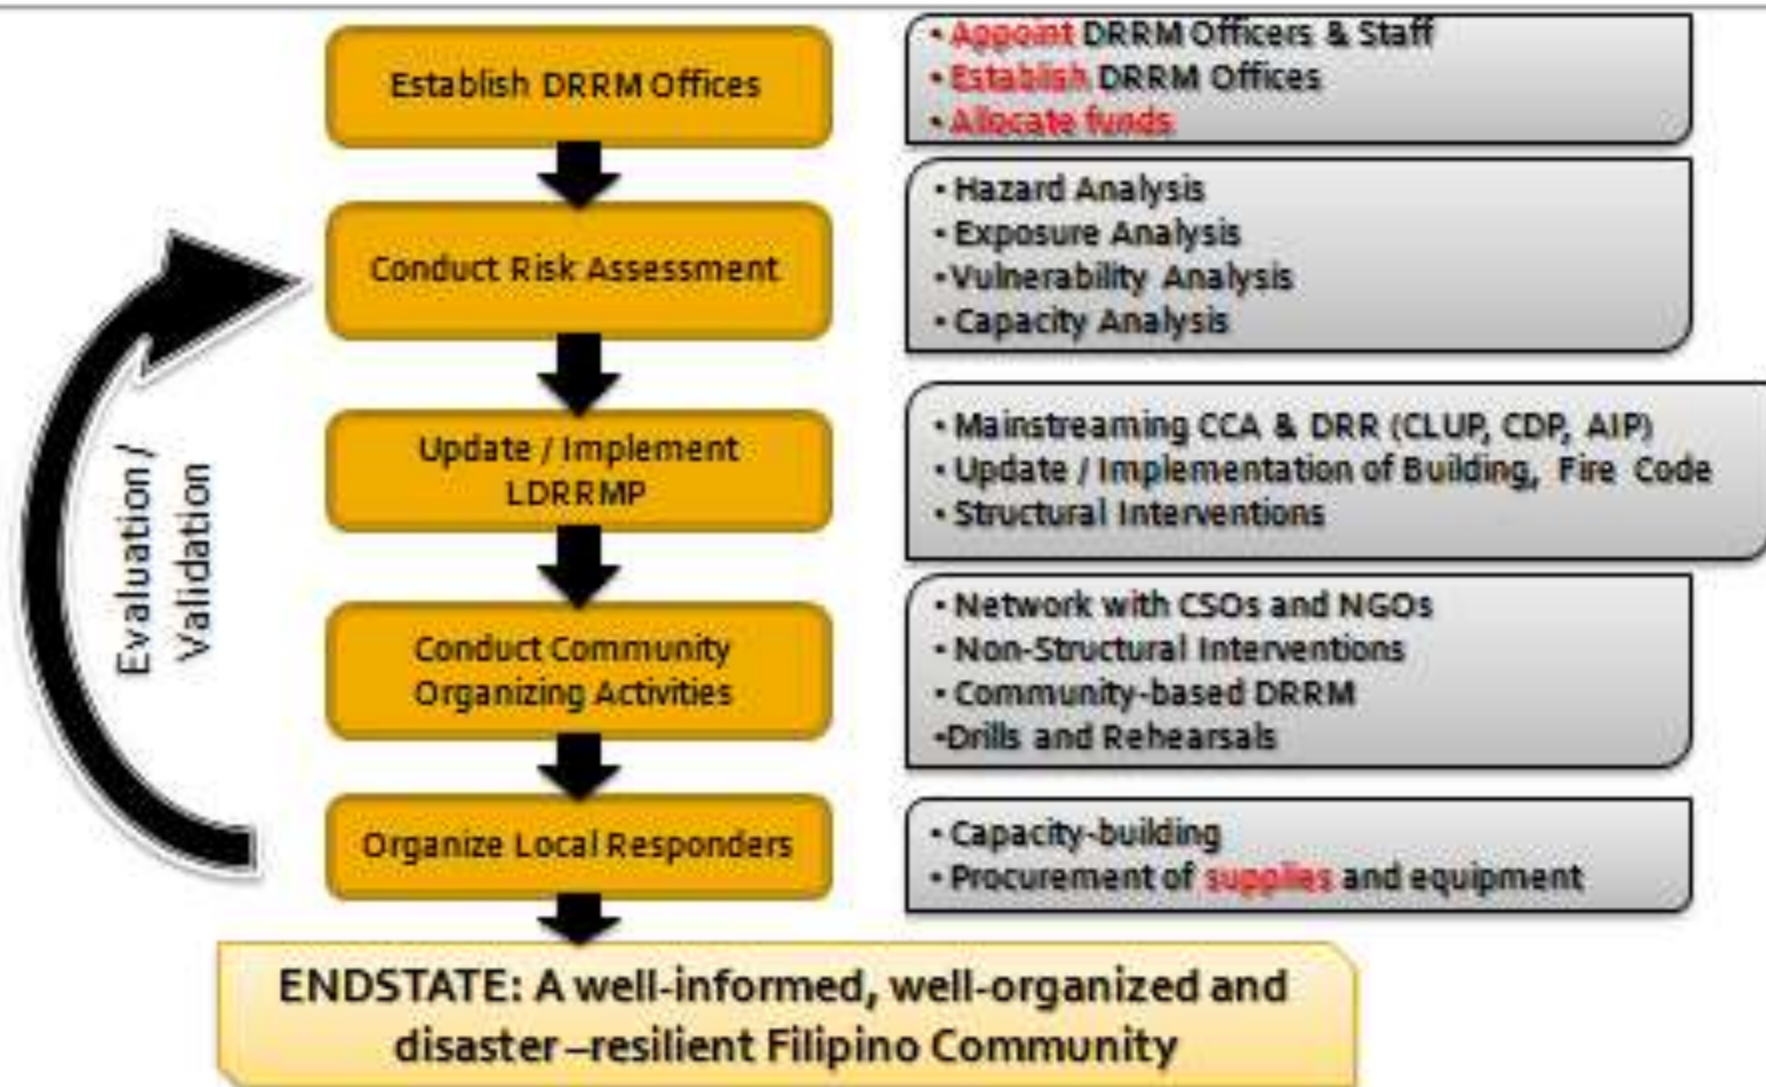 Establish DRRM Offices
• Appoint DRRM Officers & Staff
• Establish DRRM Offices
• Allocate funds
Conduct Risk Assessment
• Hazard Analysis
• Exposure Analysis
• Vulnerability Analysis
• Capacity Analysis
Update / Implement
LDRRMP
• Mainstreaming CCA & DRR (CLUP, CDP, AIP)
• Update / Implementation of Building, Fire Code
• Structural Interventions
Evaluation /
Validation
Conduct Community
Organizing Activities
• Network with CSOs and NGOs
• Non-Structural Interventions
• Community-based DRRM
•Drills and Rehearsals
Organize Local Responders
• Capacity-building
• Procurement of supplies and equipment
ENDSTATE: A well-informed, well-organized and
disaster–resilient Filipino Community